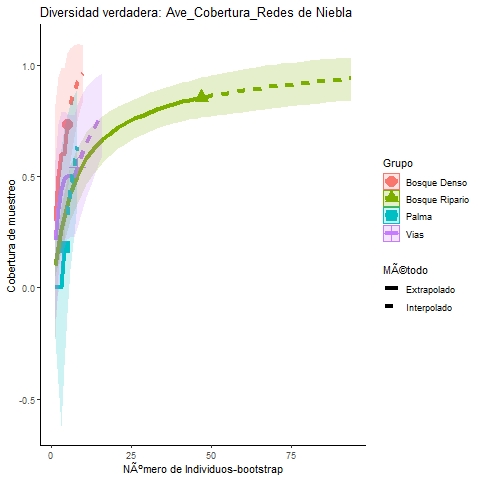 Diversidad verdadera: Ave_Cobertura_Redes de Niebla
1.0
0.5
0.0
-0.5
Cobertura de muestreo
0
25
50
75
NÃºmero de Individuos-bootstrap
Grupo
Bosque Denso
Bosque Ripario
Palma
Vias
MÃ©todo
Extrapolado
Interpolado